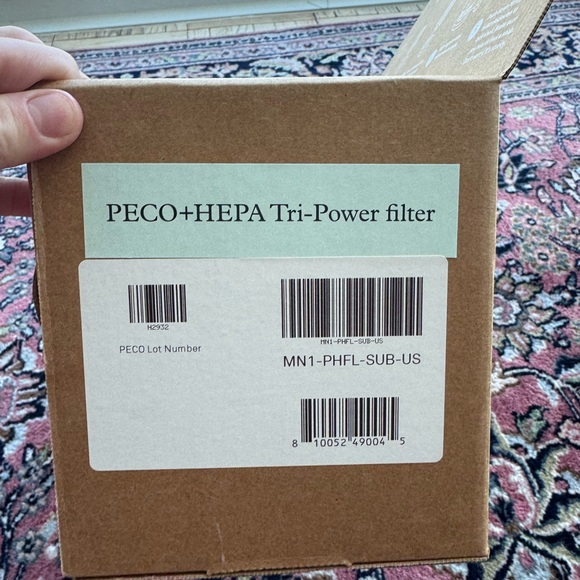 PECO+HEPA Tri-Power filter
H2932
PECO Lot Number
MN1-PHFL-SUB-US
MN1-PHFL-SUB-US
8 10052 49004 5